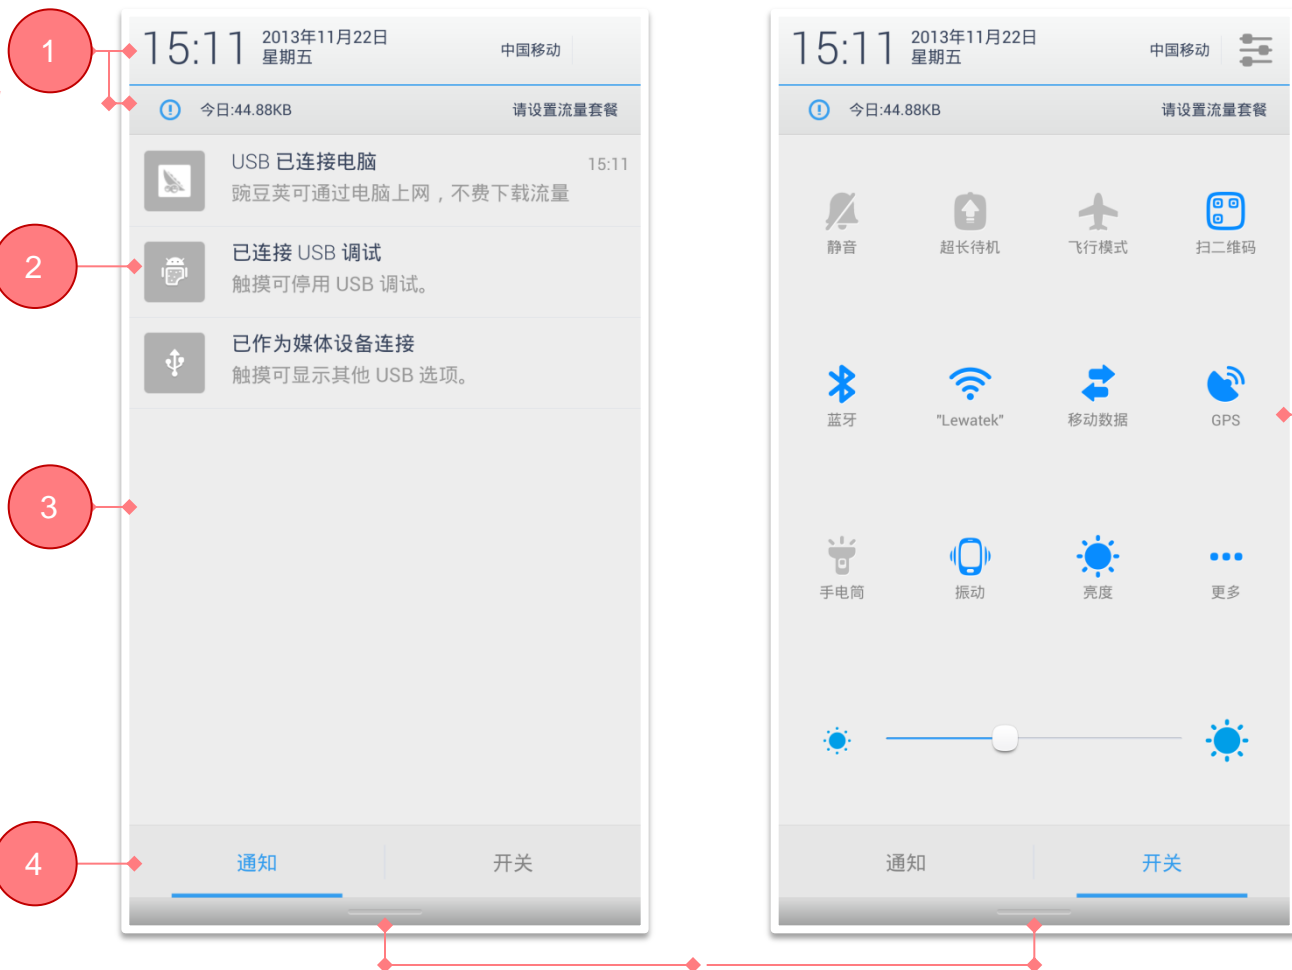 1
15:11
2013年11月22日
星期五
中国移动
今日:44.88KB
请设置流量套餐
USB 已连接电脑
15:11
豌豆荚可通过电脑上网，不费下载流量
2
已连接 USB 调试
触摸可停用 USB 调试。
已作为媒体设备连接
触摸可显示其他 USB 选项。
3
4
通知
开关
15:11
2013年11月22日
星期五
中国移动
今日:44.88KB
请设置流量套餐
静音
超长待机
飞行模式
扫二维码
蓝牙
"Lewatek"
移动数据
GPS
手电筒
振动
亮度
更多
通知
开关